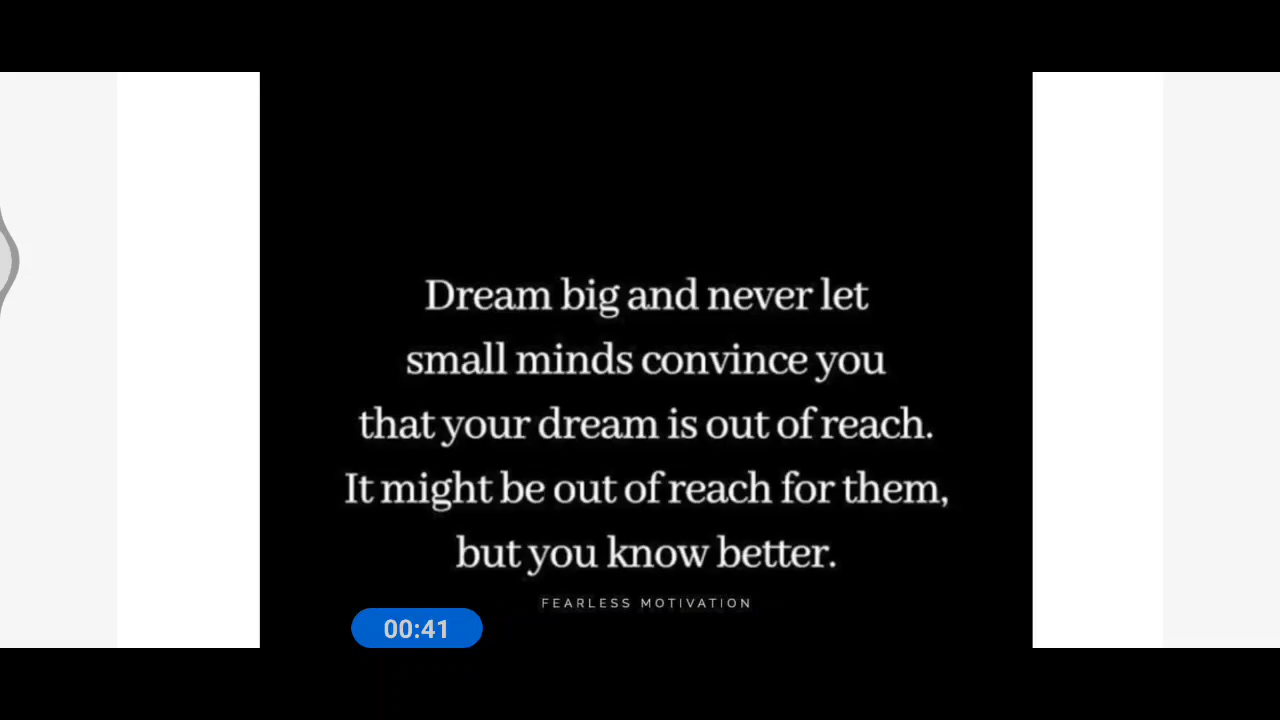 Dream big and never let
small minds convince you
that your dream is out of reach.
It might be out of reach for them,
but you know better.
FEARLESS MOTIVATION
00:41